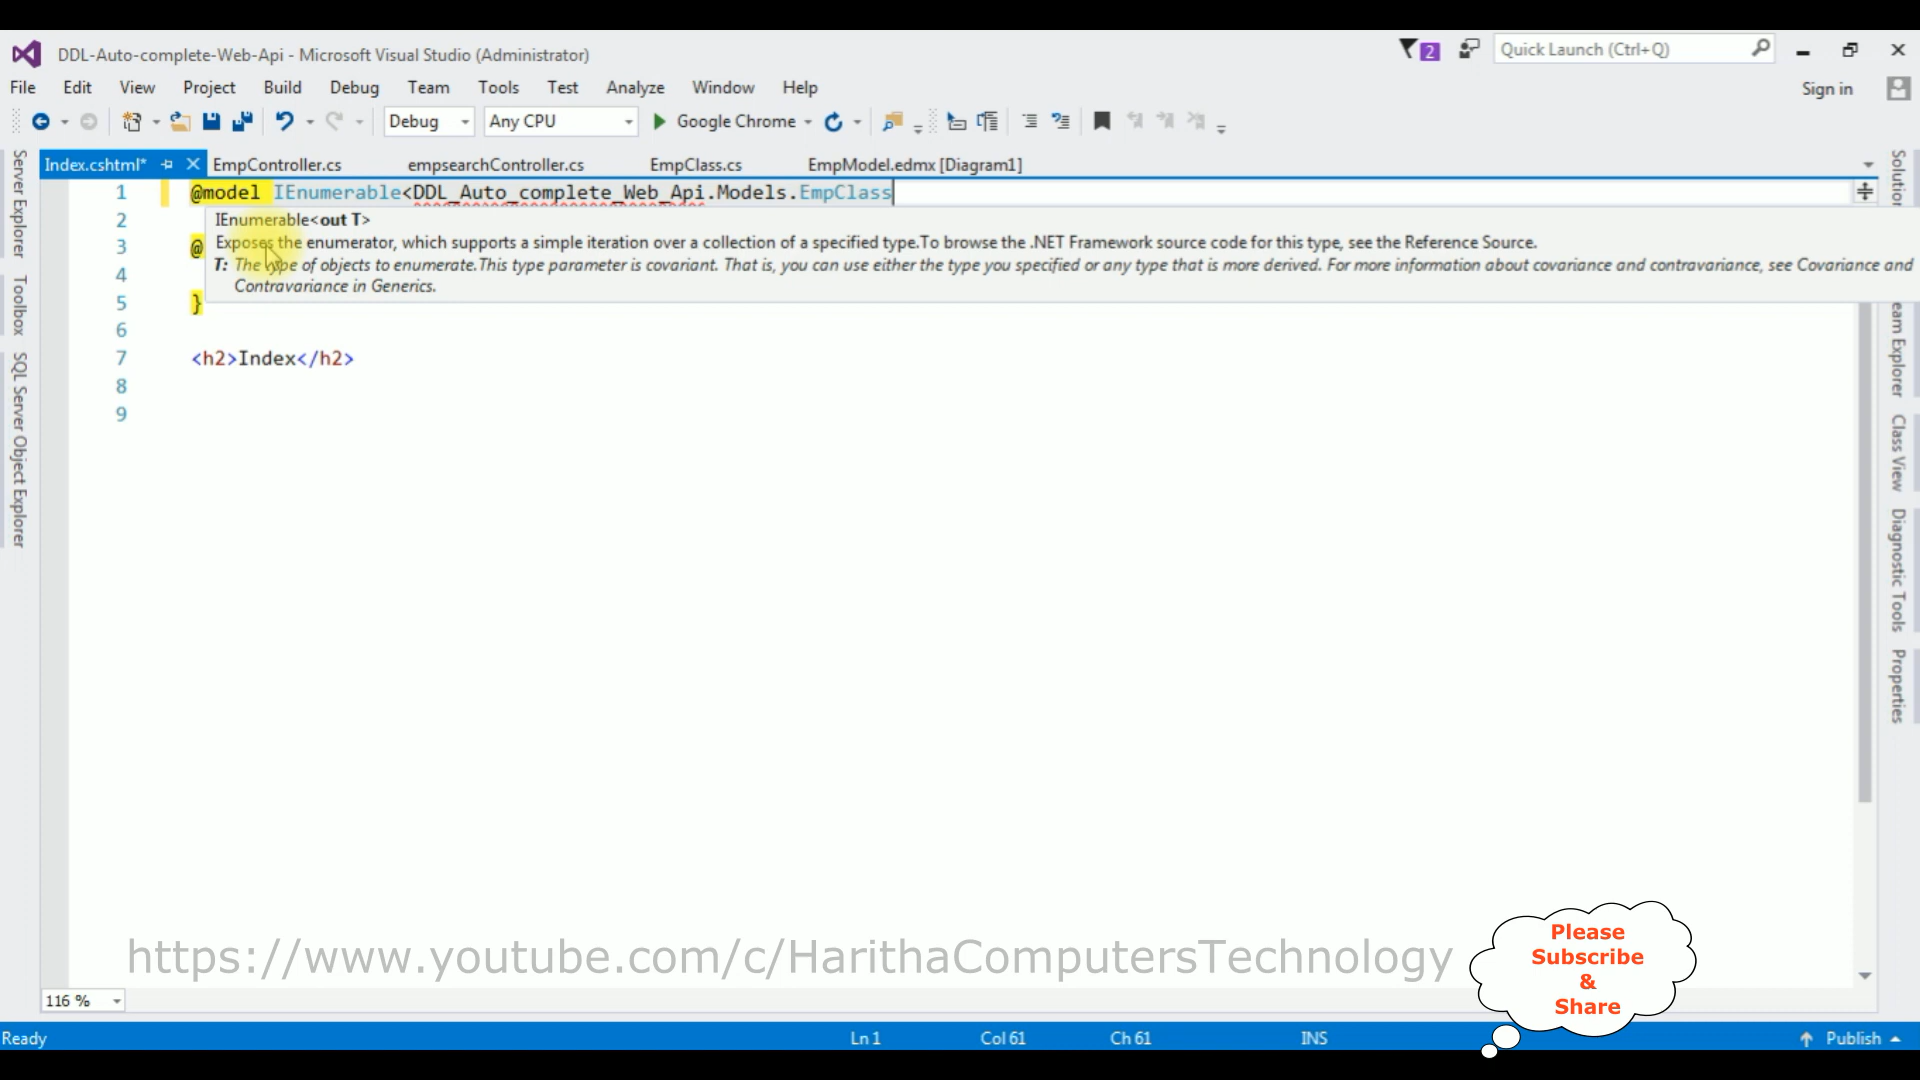 DDL-Auto-complete-Web-Api - Microsoft Visual Studio (Administrator)
2
Quick Launch (Ctrl+Q)
File Edit View Project Build Debug Team Tools Test Analyze Window Help
Sign in
Debug Any CPU Google Chrome
Index.cshtml* EmpController.cs empsearchController.cs EmpClass.cs EmpModel.edmx [Diagram1]
1 @model IEnumerable<DDL_Auto_complete_Web_Api.Models.EmpClass
2
IEnumerable<out T>
3 @
Exposes the enumerator, which supports a simple iteration over a collection of a specified type.To browse the .NET Framework source code for this type, see the Reference Source.
4
T: The type of objects to enumerate.This type parameter is covariant. That is, you can use either the type you specified or any type that is more derived. For more information about covariance and contravariance, see Covariance and
Contravariance in Generics.
5 }
6
7 <h2>Index</h2>
8
9
Server Explorer
Toolbox
SQL Server Object Explorer
Class View
Diagnostic Tools
Properties
https://www.youtube.com/c/HarithaComputersTechnology
Please
Subscribe
&
Share
116 %
Ready Ln 1 Col 61 Ch 61 INS Publish